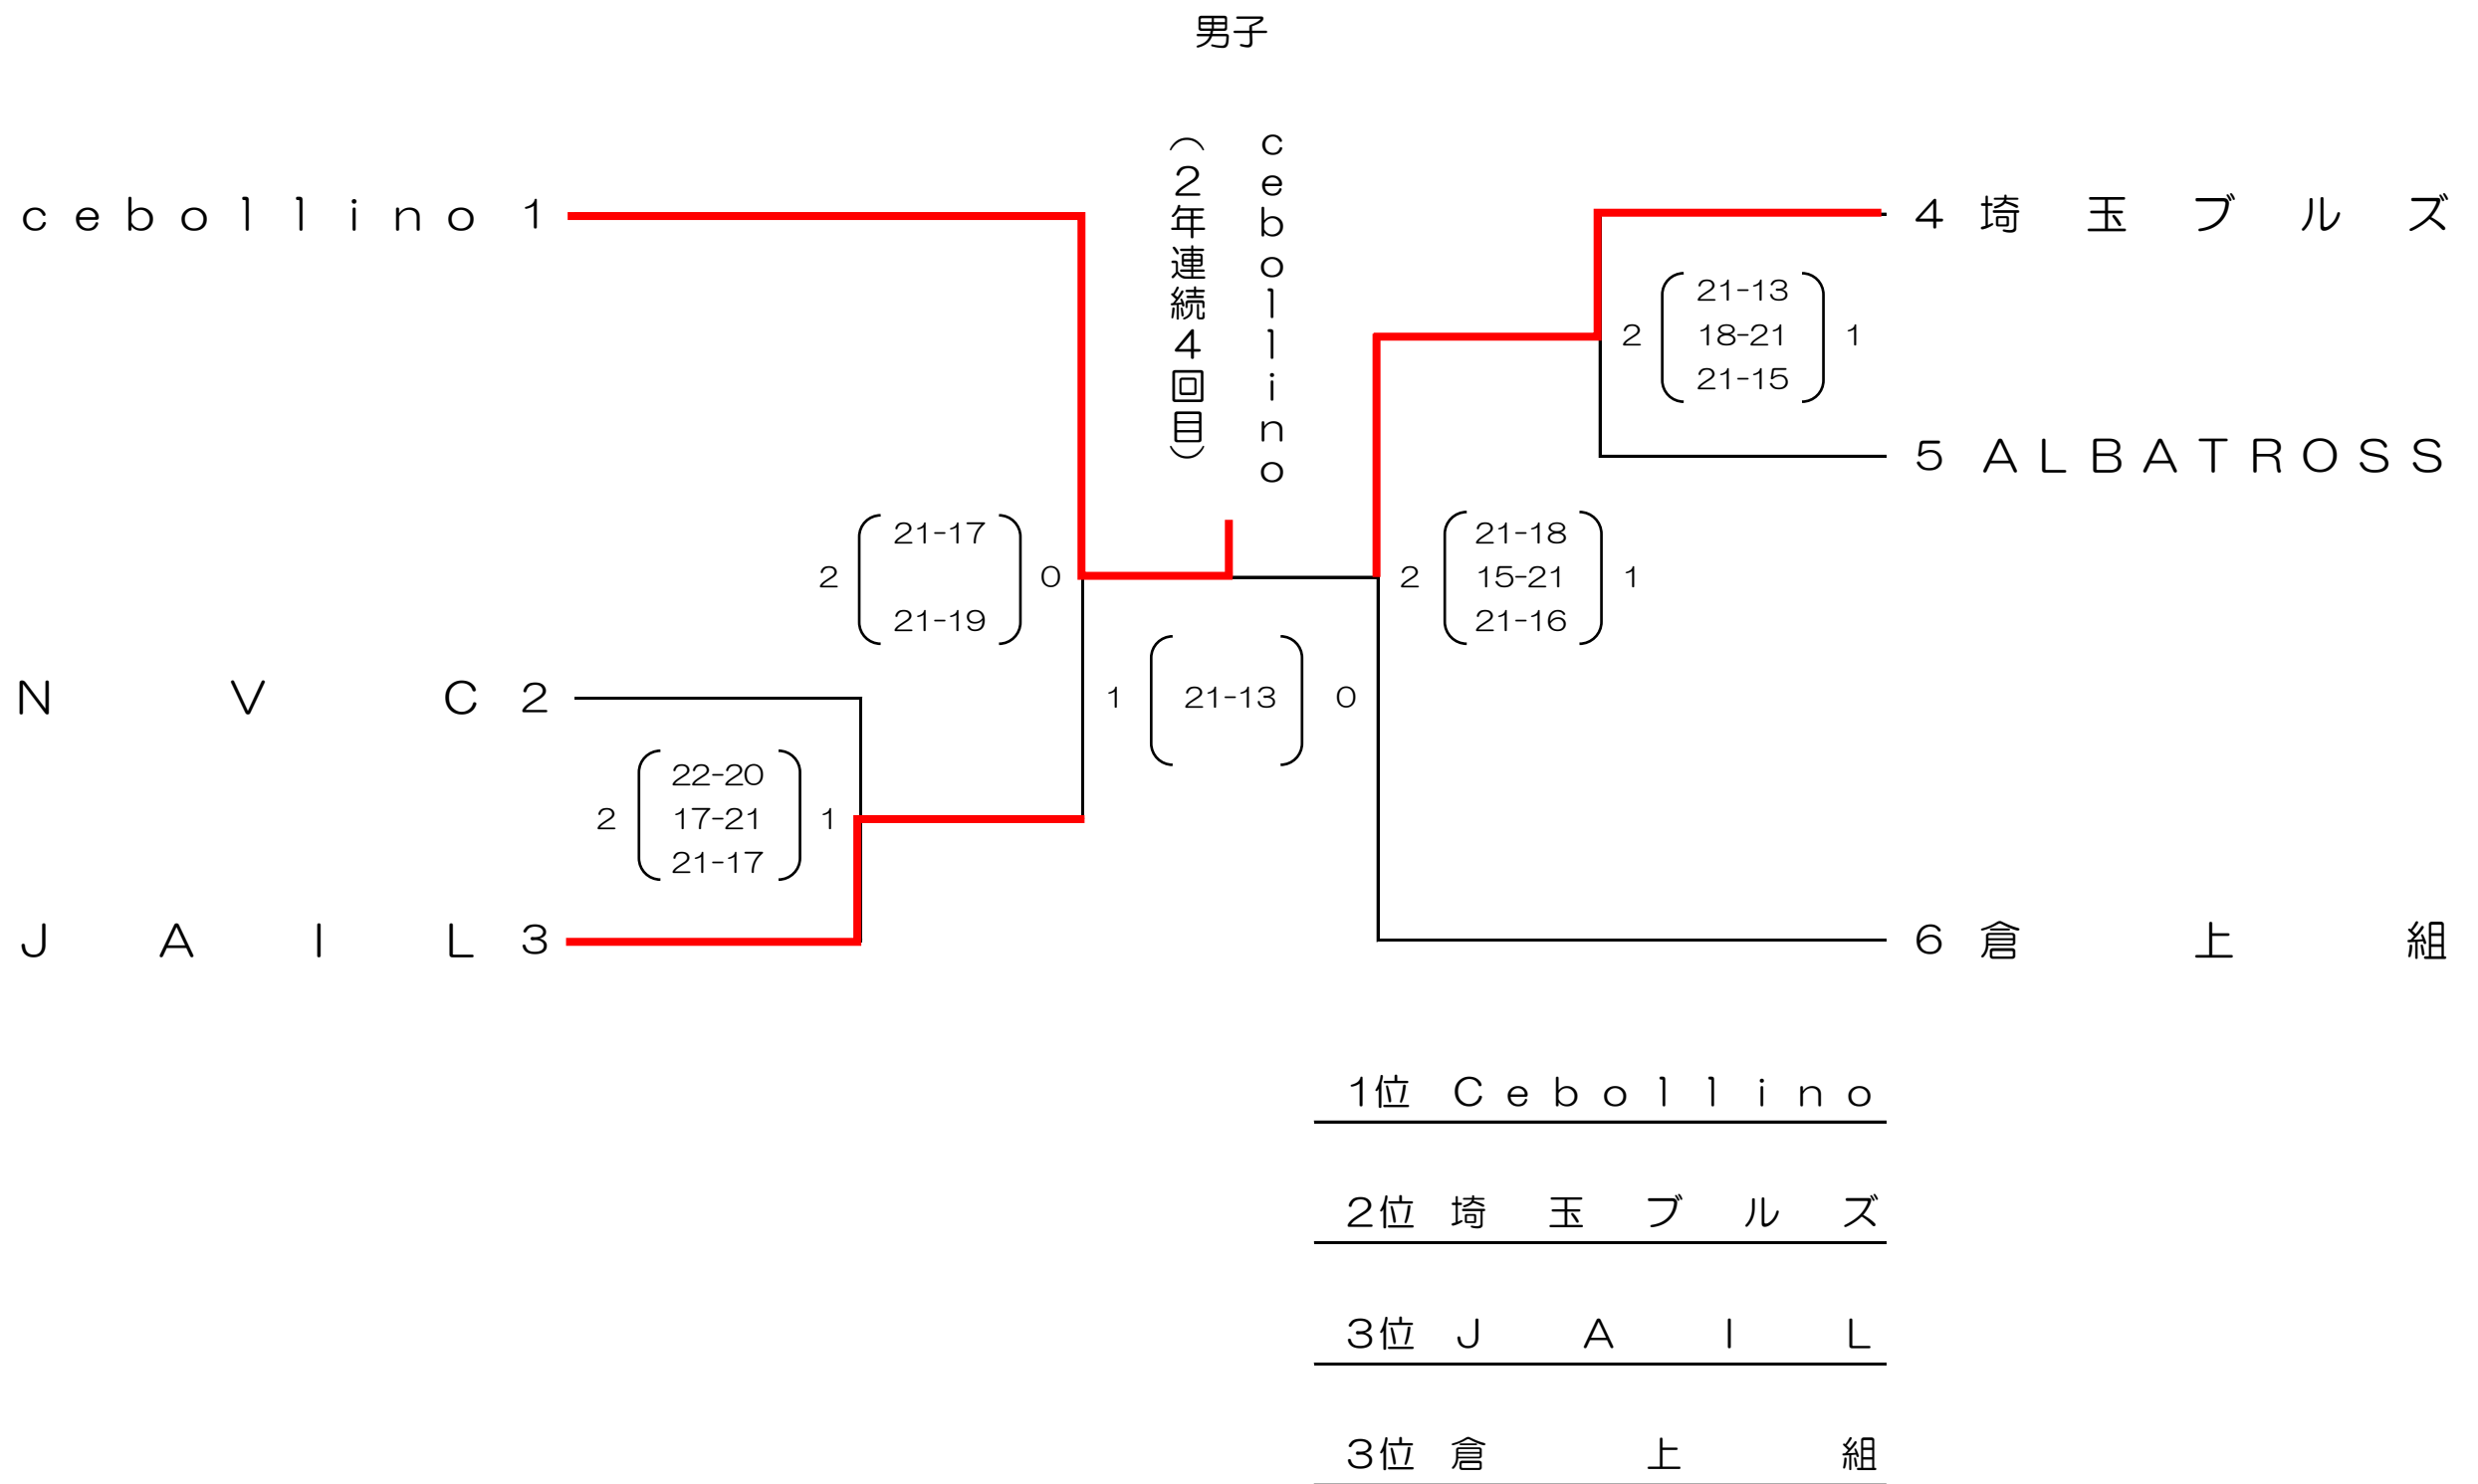 男子
cebollino
（２年連続４回目）
cebollino 1
4 埼玉ブルズ
21-13
2 18-21 1
21-15
5 ALBATROSS
21-17
2 0
21-19
21-18
2 15-21 1
21-16
NVC 2
1 21-13 0
22-20
2 17-21 1
21-17
JAIL 3
6 倉上組
1位 Cebollino
2位 埼玉ブルズ
3位 JAIL
3位 倉上組